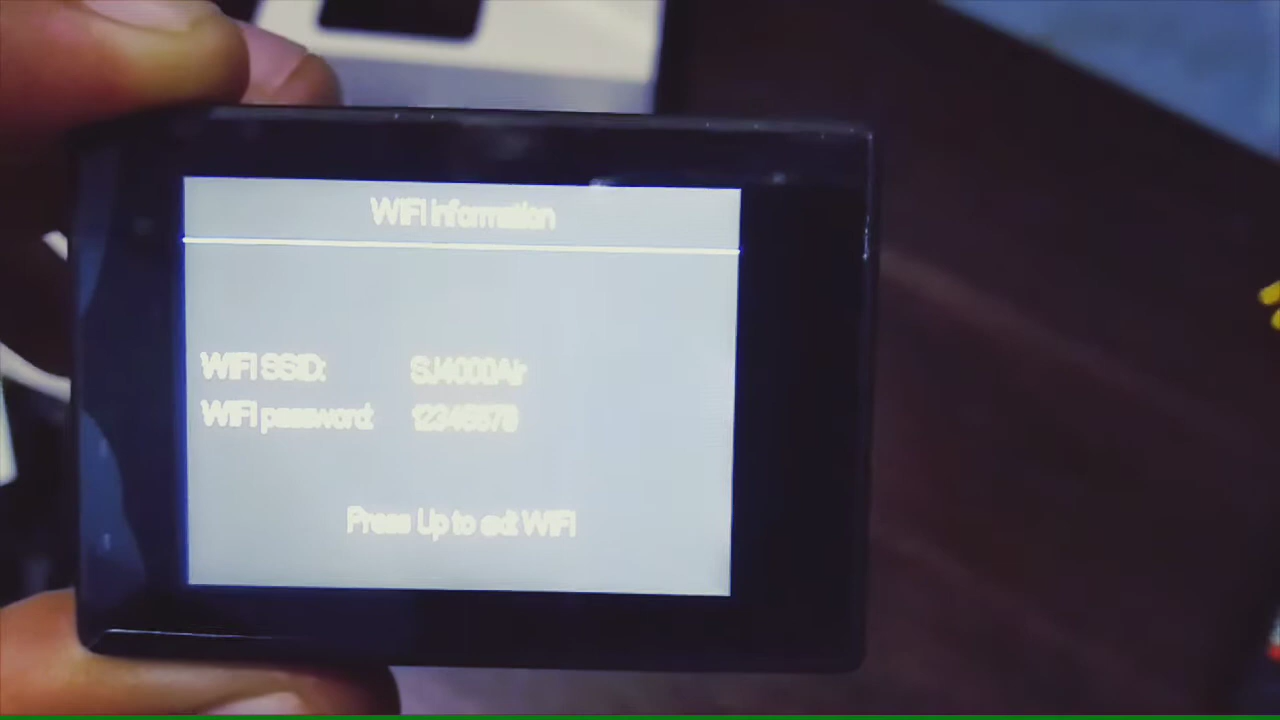 WIFI information
WIFI SSID: SJ4000Air
WIFI password: 12345678
Press Up to exit WIFI